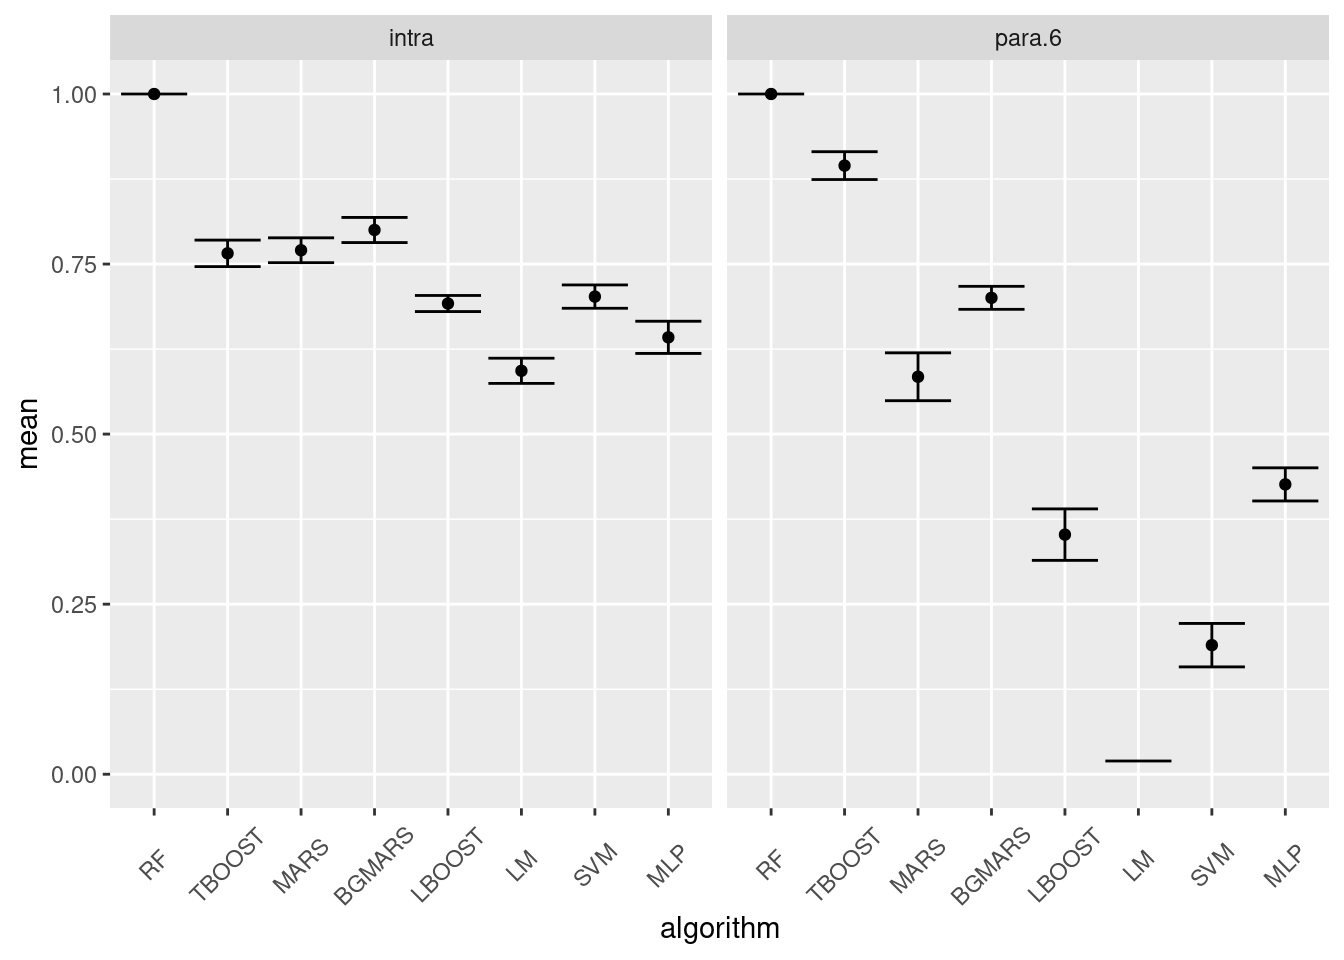 intra
para.6
mean
1.00
0.75
0.50
0.25
0.00
RF TBOOST MARS BGMARS LBOOST LM SVM MLP
RF TBOOST MARS BGMARS LBOOST LM SVM MLP
algorithm